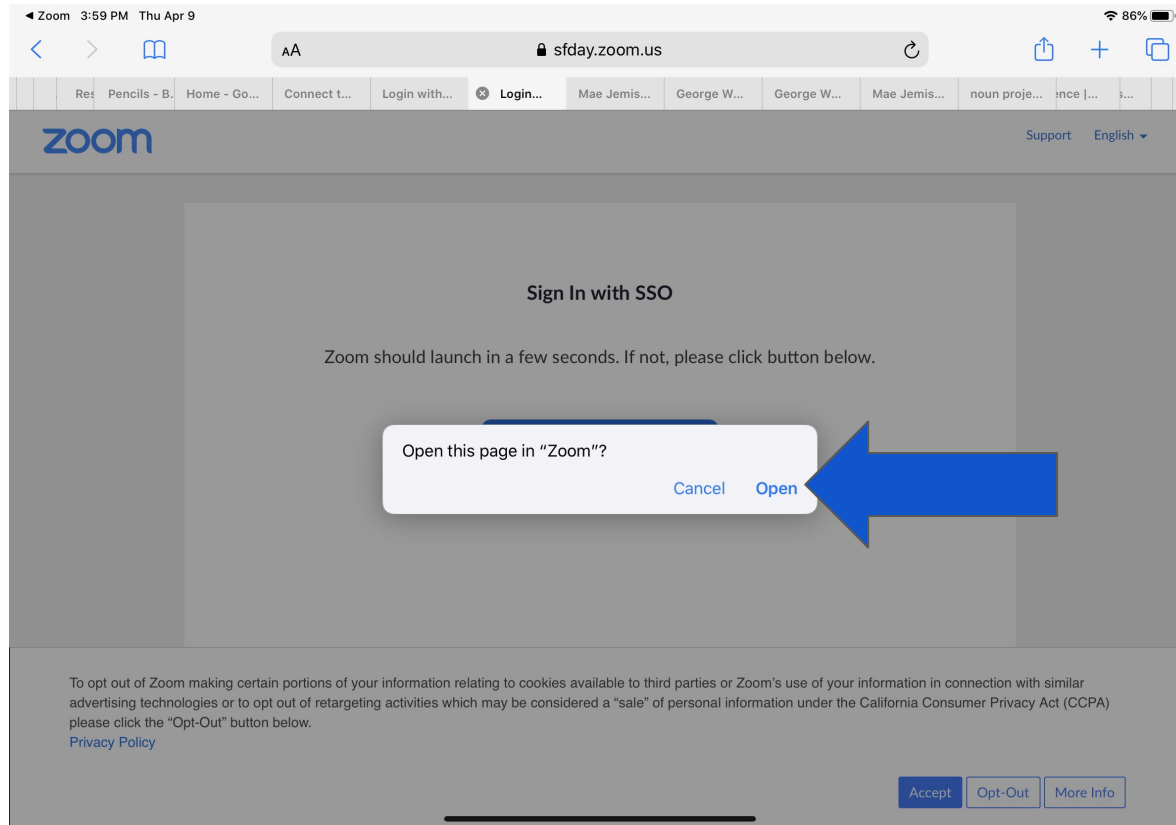 ◀ Zoom 3:59 PM Thu Apr 9 86%
AA sfday.zoom.us
Res Pencils - B. Home - Go... Connect t... Login with... Login... Mae Jemis... George W... George W... Mae Jemis... noun proje... ence |... s...
zoom Support English
Sign In with SSO
Zoom should launch in a few seconds. If not, please click button below.
Open this page in “Zoom”?
Cancel Open
To opt out of Zoom making certain portions of your information relating to cookies available to third parties or Zoom’s use of your information in connection with similar
advertising technologies or to opt out of retargeting activities which may be considered a “sale” of personal information under the California Consumer Privacy Act (CCPA)
please click the “Opt-Out” button below.
Privacy Policy
Accept Opt-Out More Info